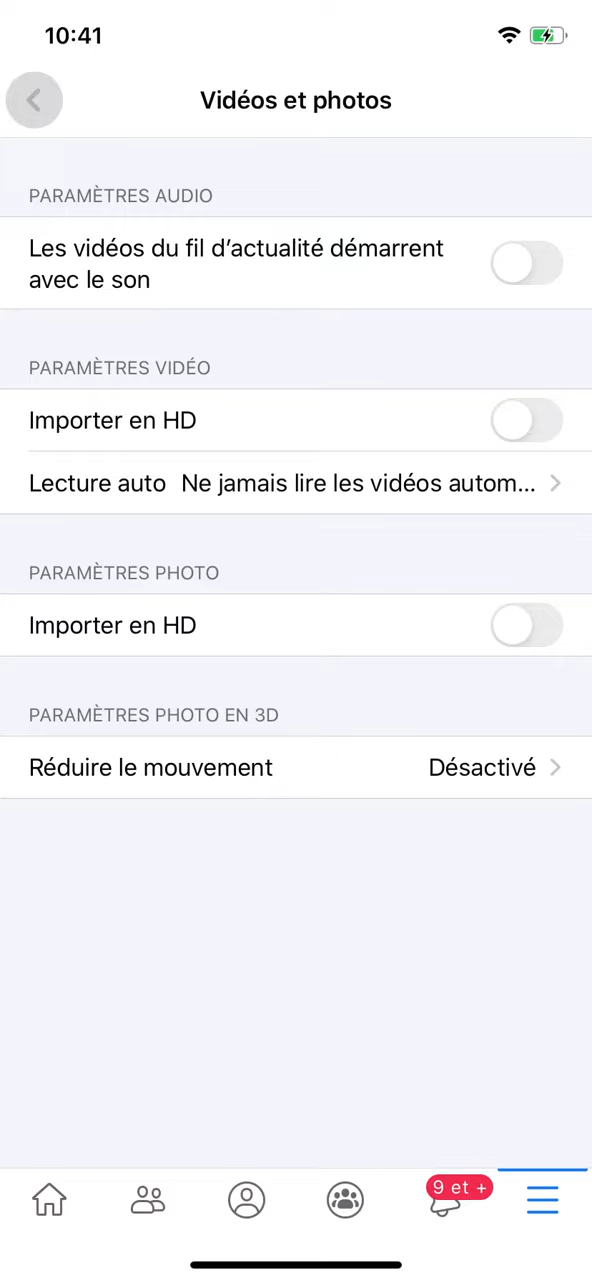 10:41
Vidéos et photos
PARAMÈTRES AUDIO
Les vidéos du fil d’actualité démarrent
avec le son
PARAMÈTRES VIDÉO
Importer en HD
Lecture auto Ne jamais lire les vidéos autom...
PARAMÈTRES PHOTO
Importer en HD
PARAMÈTRES PHOTO EN 3D
Réduire le mouvement Désactivé
9 et +